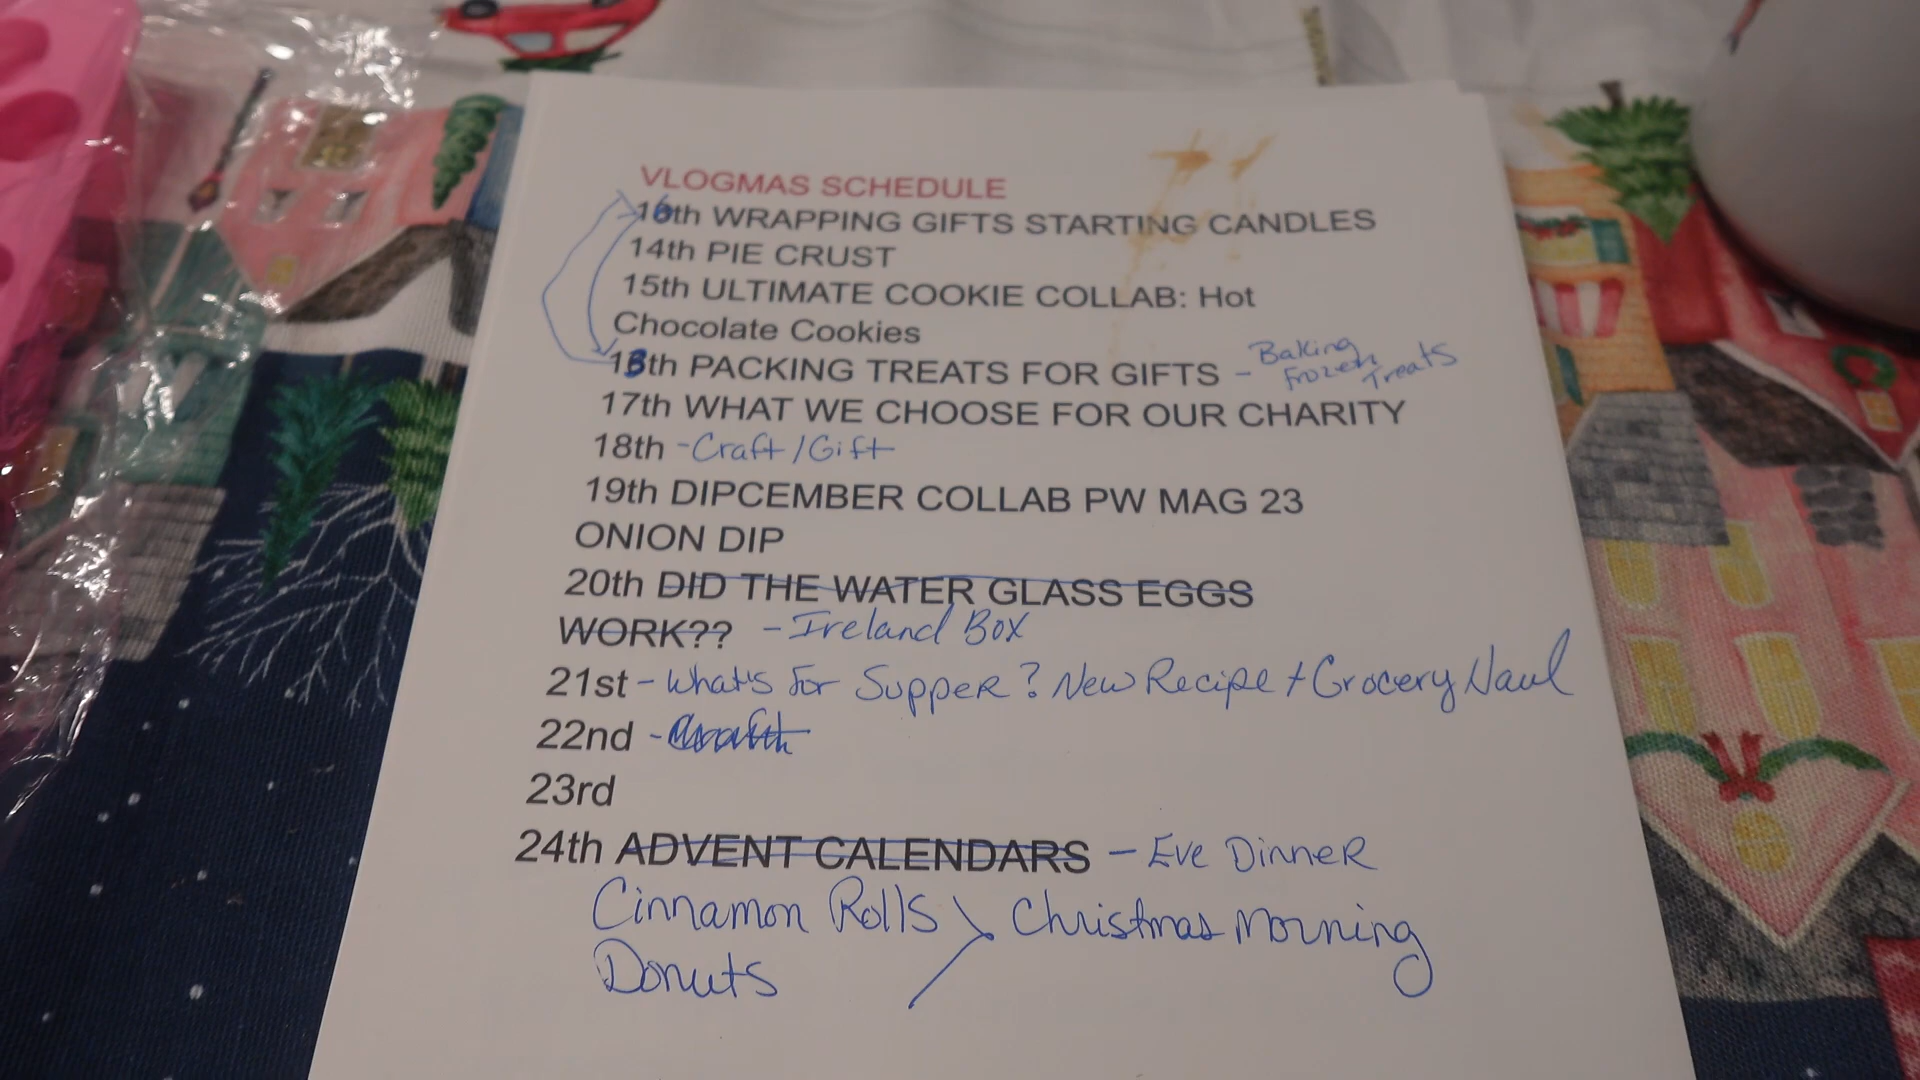 VLOGMAS SCHEDULE
16th WRAPPING GIFTS STARTING CANDLES
14th PIE CRUST
15th ULTIMATE COOKIE COLLAB: Hot
Chocolate Cookies
13th PACKING TREATS FOR GIFTS - Baking Frozen Treats
17th WHAT WE CHOOSE FOR OUR CHARITY
18th - Craft / Gift
19th DIPCEMBER COLLAB PW MAG 23
ONION DIP
20th DID THE WATER GLASS EGGS
WORK?? - Ireland Box
21st - What's For Supper? New Recipe + Grocery Haul
22nd -
23rd
24th ADVENT CALENDARS - Eve Dinner
Cinnamon Rolls > Christmas Morning
Donuts